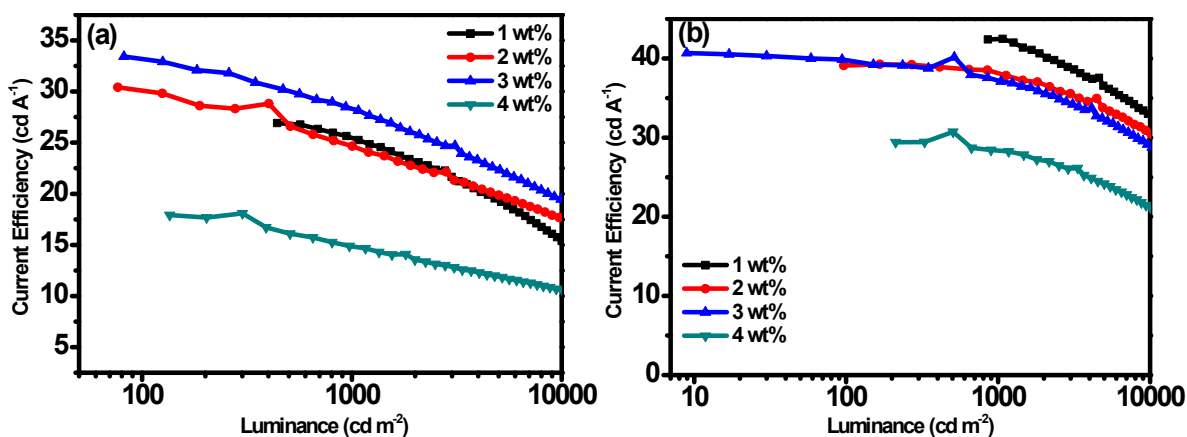 (a)
1 wt%
2 wt%
3 wt%
4 wt%
Current Efficiency (cd A⁻¹)
35
30
25
20
15
10
5
100
1000
10000
Luminance (cd m⁻²)
(b)
Current Efficiency (cd A⁻¹)
40
30
20
10
0
1 wt%
2 wt%
3 wt%
4 wt%
10
100
1000
10000
Luminance (cd m⁻²)